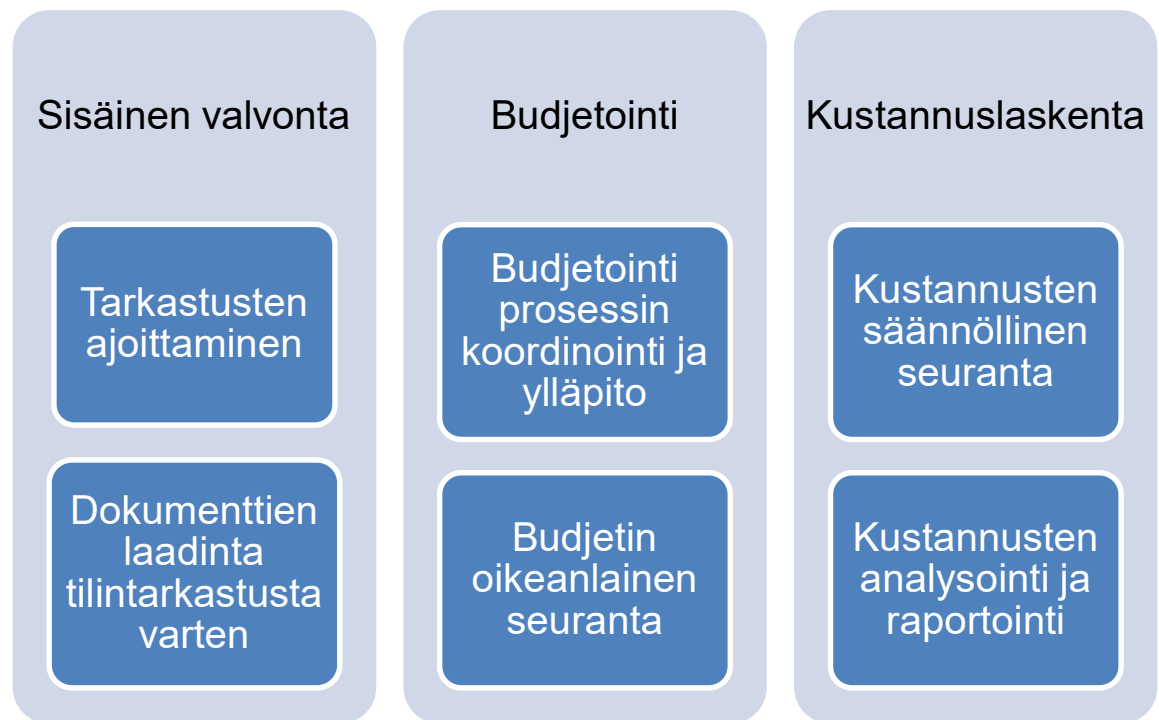 Sisäinen valvonta
Tarkastusten
ajoittaminen
Dokumenttien
laadinta
tilintarkastusta
varten
Budjetointi
Budjetointi
prosessin
koordinointi ja
ylläpito
Budjetin
oikeanlainen
seuranta
Kustannuslaskenta
Kustannusten
säännöllinen
seuranta
Kustannusten
analysointi ja
raportointi